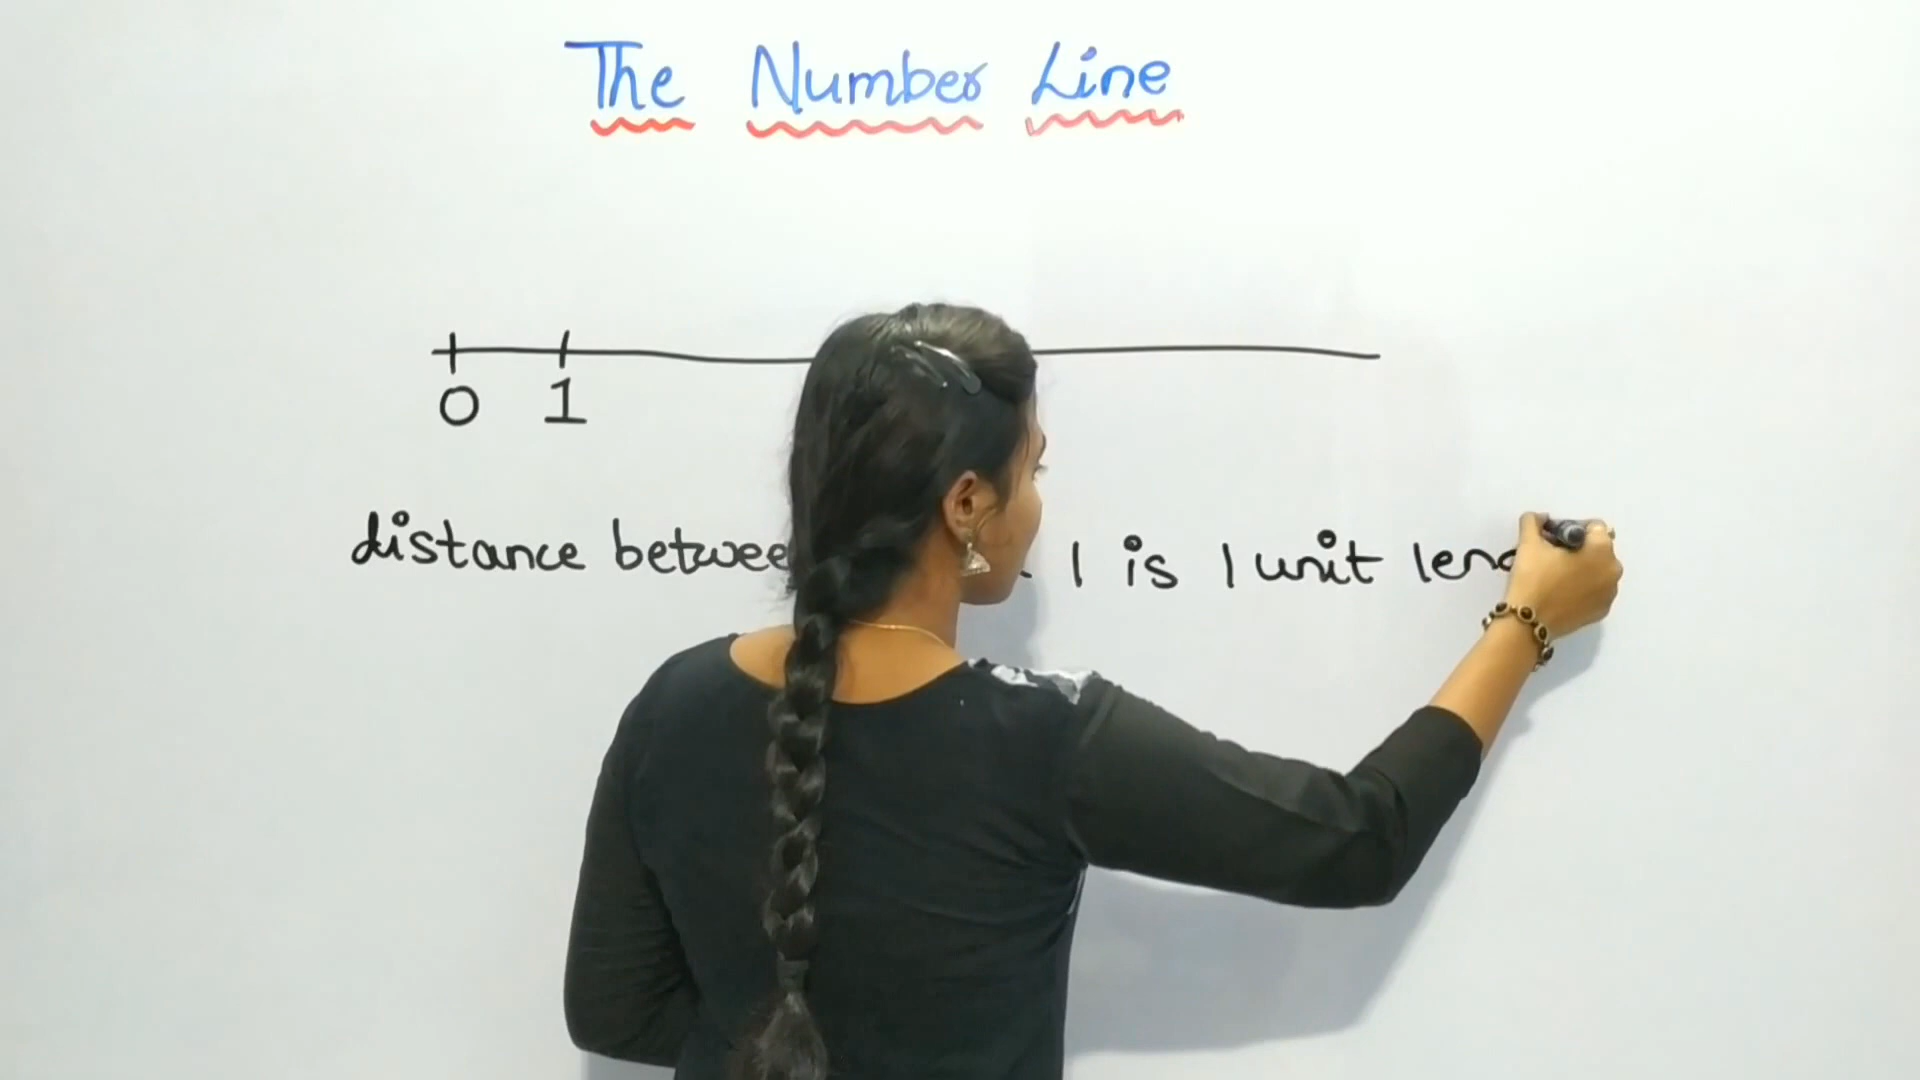 The Number Line
0 1
distance betwee 1 is 1 unit len